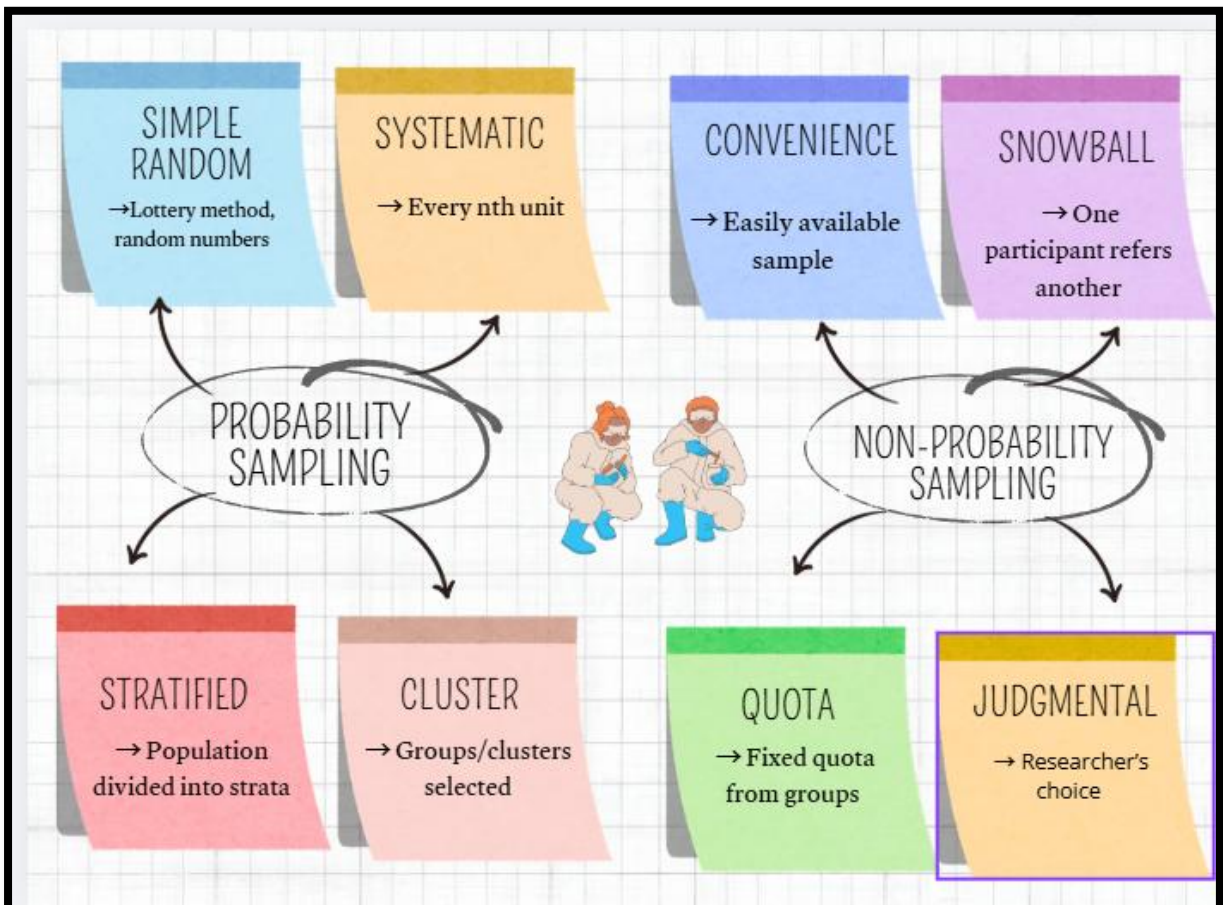 SIMPLE
RANDOM
→Lottery method,
random numbers
SYSTEMATIC
→ Every nth unit
CONVENIENCE
→ Easily available
sample
SNOWBALL
→ One
participant refers
another
PROBABILITY
SAMPLING
NON-PROBABILITY
SAMPLING
STRATIFIED
→ Population
divided into strata
CLUSTER
→ Groups/clusters
selected
QUOTA
→ Fixed quota
from groups
JUDGMENTAL
→ Researcher’s
choice